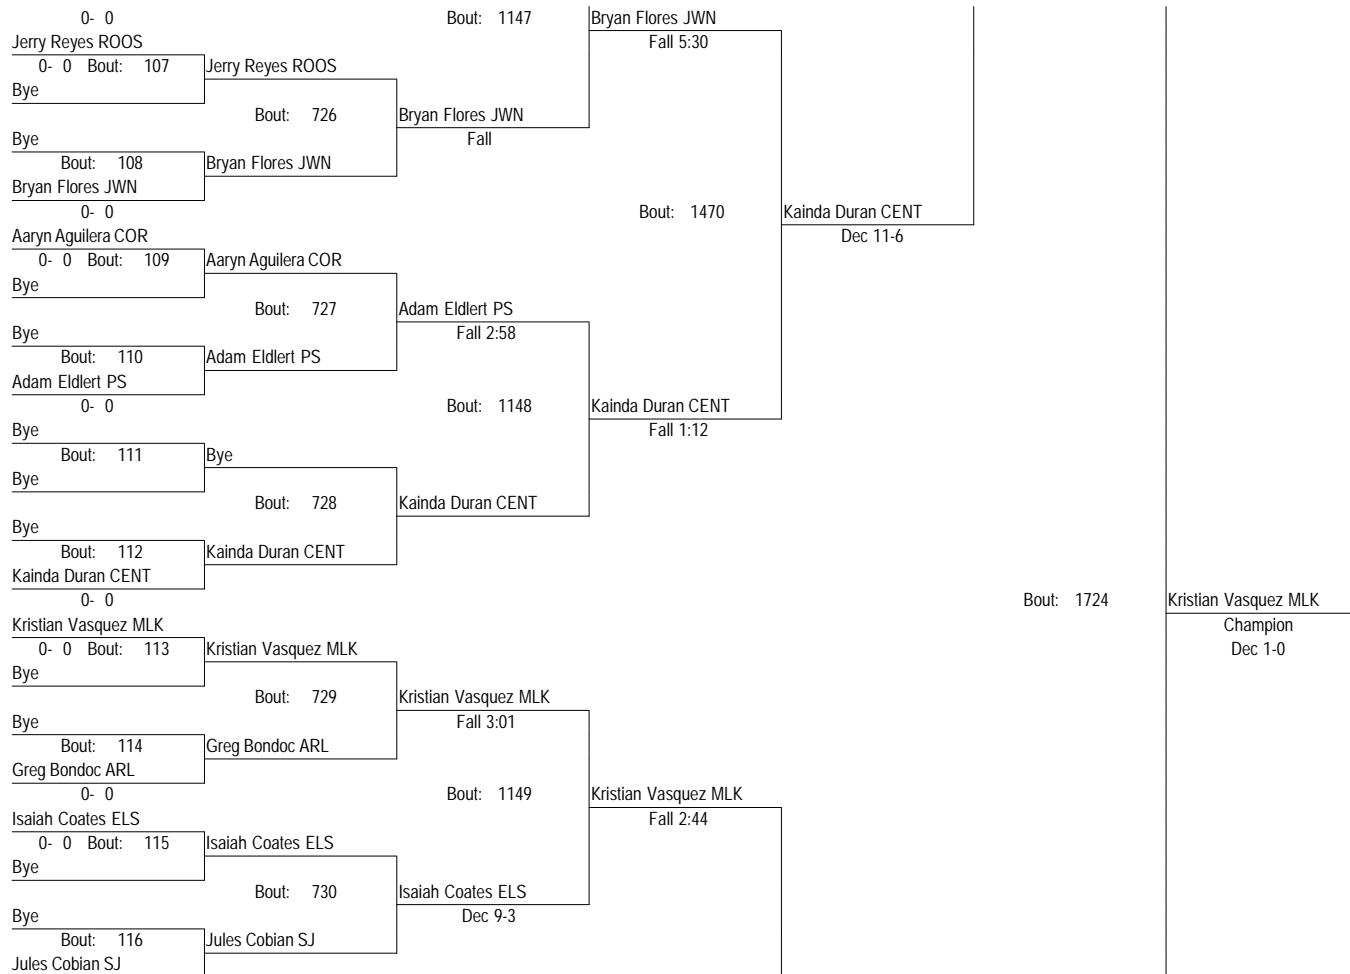 0- 0 Bout: 1147 Bryan Flores JWN
Jerry Reyes ROOS Fall 5:30
0- 0 Bout: 107 Jerry Reyes ROOS
Bye
Bout: 726 Bryan Flores JWN
Bye Fall
Bout: 108 Bryan Flores JWN
Bryan Flores JWN
0- 0 Bout: 1470 Kainda Duran CENT
Aaryn Aguilera COR Dec 11-6
0- 0 Bout: 109 Aaryn Aguilera COR
Bye
Bout: 727 Adam Eldlert PS
Bye Fall 2:58
Bout: 110 Adam Eldlert PS
Adam Eldlert PS
0- 0 Bout: 1148 Kainda Duran CENT
Bye Fall 1:12
Bout: 111 Bye
Bye
Bout: 728 Kainda Duran CENT
Bye
Bout: 112 Kainda Duran CENT
Kainda Duran CENT
0- 0 Bout: 1724 Kristian Vasquez MLK
Kristian Vasquez MLK Champion
0- 0 Bout: 113 Kristian Vasquez MLK Dec 1-0
Bye
Bout: 729 Kristian Vasquez MLK
Bye Fall 3:01
Bout: 114 Greg Bondoc ARL
Greg Bondoc ARL
0- 0 Bout: 1149 Kristian Vasquez MLK
Isaiah Coates ELS Fall 2:44
0- 0 Bout: 115 Isaiah Coates ELS
Bye
Bout: 730 Isaiah Coates ELS
Bye Dec 9-3
Bout: 116 Jules Cobian SJ
Jules Cobian SJ